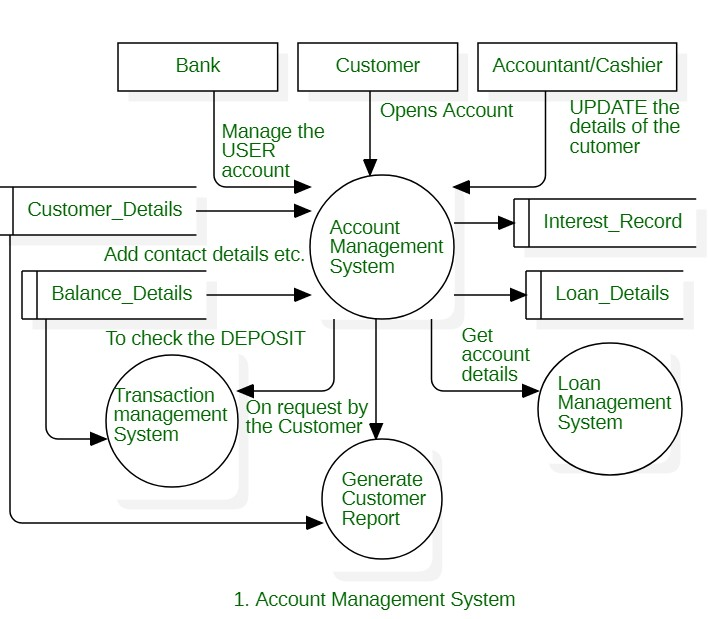 Bank
Customer
Accountant/Cashier
Opens Account
UPDATE the
details of the
cutomer
Manage the
USER
account
Customer_Details
Account
Management
System
Interest_Record
Add contact details etc.
Balance_Details
Loan_Details
To check the DEPOSIT
Get
account
details
Transaction
management
System
On request by
the Customer
Loan
Management
System
Generate
Customer
Report
1. Account Management System